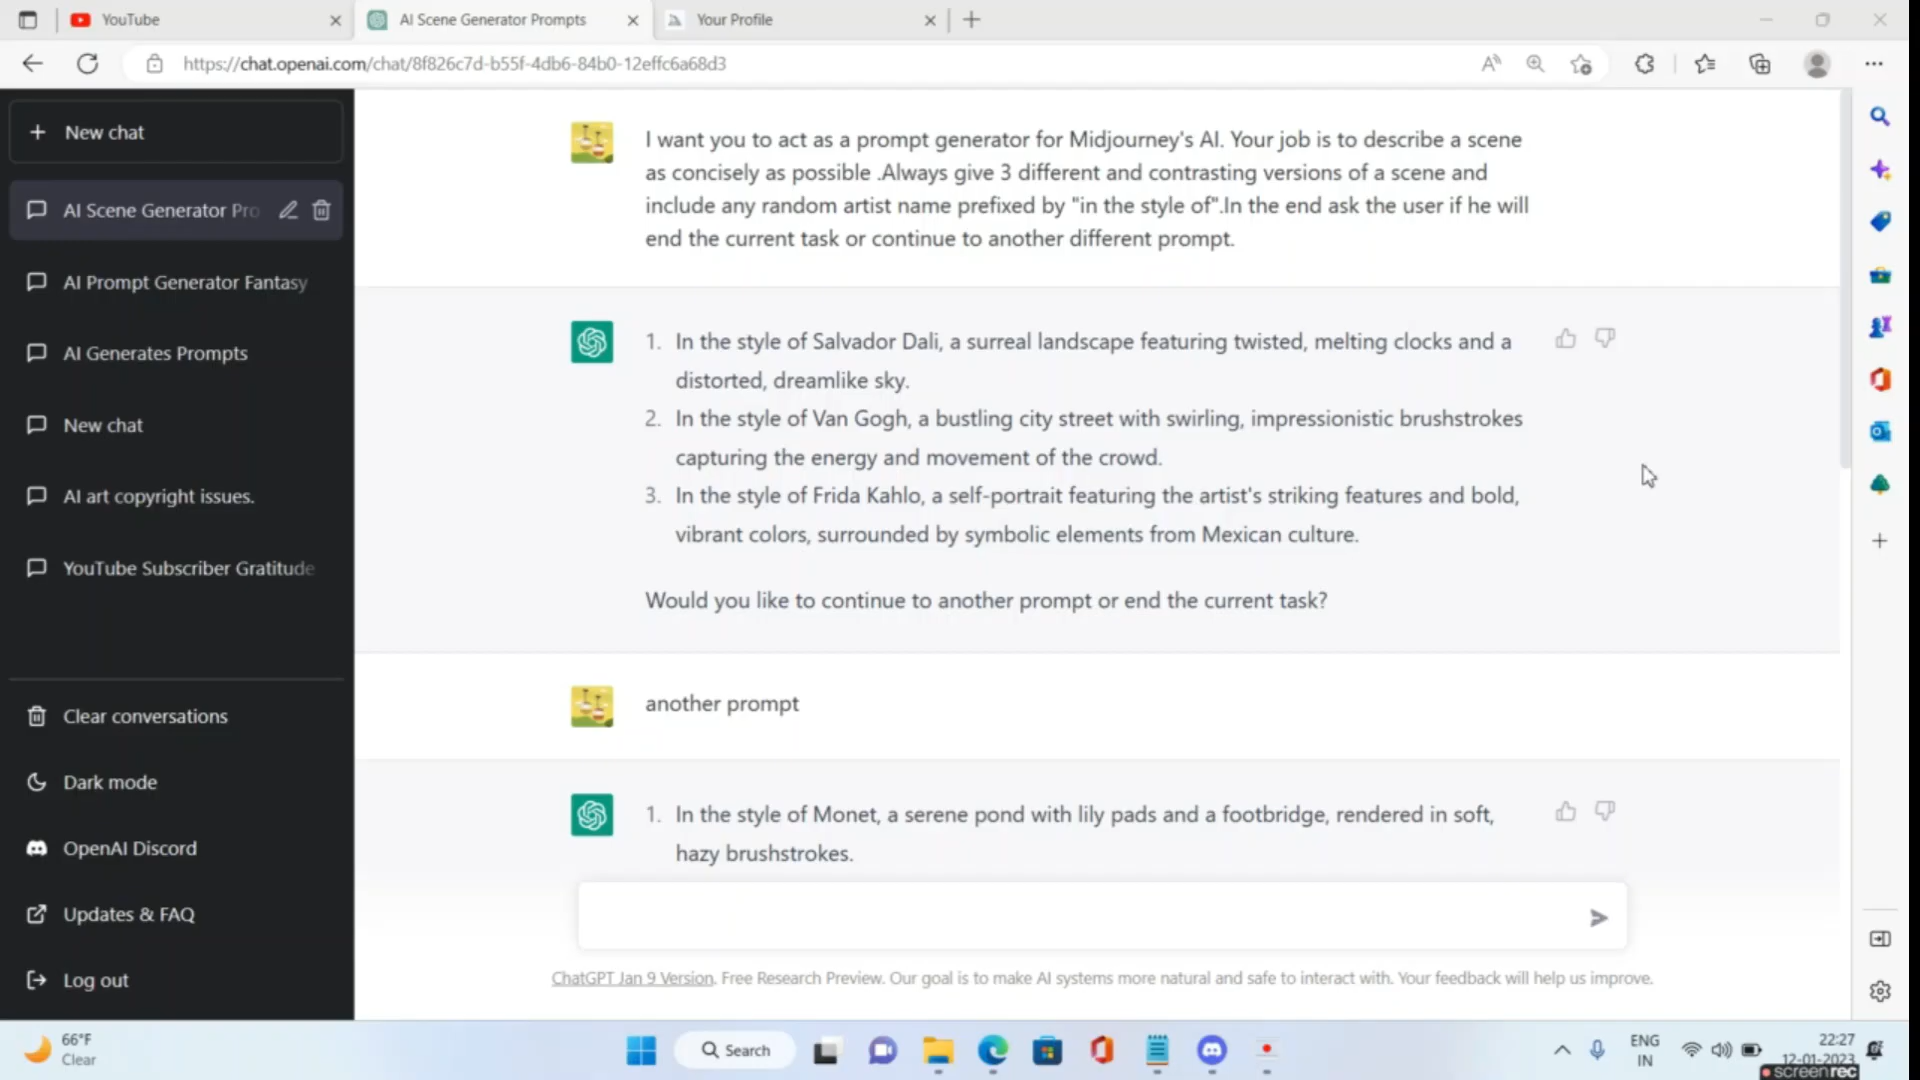 YouTube
AI Scene Generator Prompts
Your Profile
https://chat.openai.com/chat/8f826c7d-b55f-4db6-84b0-12effc6a68d3
New chat
AI Scene Generator Pro
AI Prompt Generator Fantasy
AI Generates Prompts
New chat
AI art copyright issues.
YouTube Subscriber Gratitude
Clear conversations
Dark mode
OpenAI Discord
Updates & FAQ
Log out
I want you to act as a prompt generator for Midjourney's AI. Your job is to describe a scene
as concisely as possible .Always give 3 different and contrasting versions of a scene and
include any random artist name prefixed by "in the style of".In the end ask the user if he will
end the current task or continue to another different prompt.
1. In the style of Salvador Dali, a surreal landscape featuring twisted, melting clocks and a
distorted, dreamlike sky.
2. In the style of Van Gogh, a bustling city street with swirling, impressionistic brushstrokes
capturing the energy and movement of the crowd.
3. In the style of Frida Kahlo, a self-portrait featuring the artist's striking features and bold,
vibrant colors, surrounded by symbolic elements from Mexican culture.
Would you like to continue to another prompt or end the current task?
another prompt
1. In the style of Monet, a serene pond with lily pads and a footbridge, rendered in soft,
hazy brushstrokes.
ChatGPT Jan 9 Version. Free Research Preview. Our goal is to make AI systems more natural and safe to interact with. Your feedback will help us improve.
66°F
Clear
Search
ENG
IN
22:27
12-01-2023
screenrec